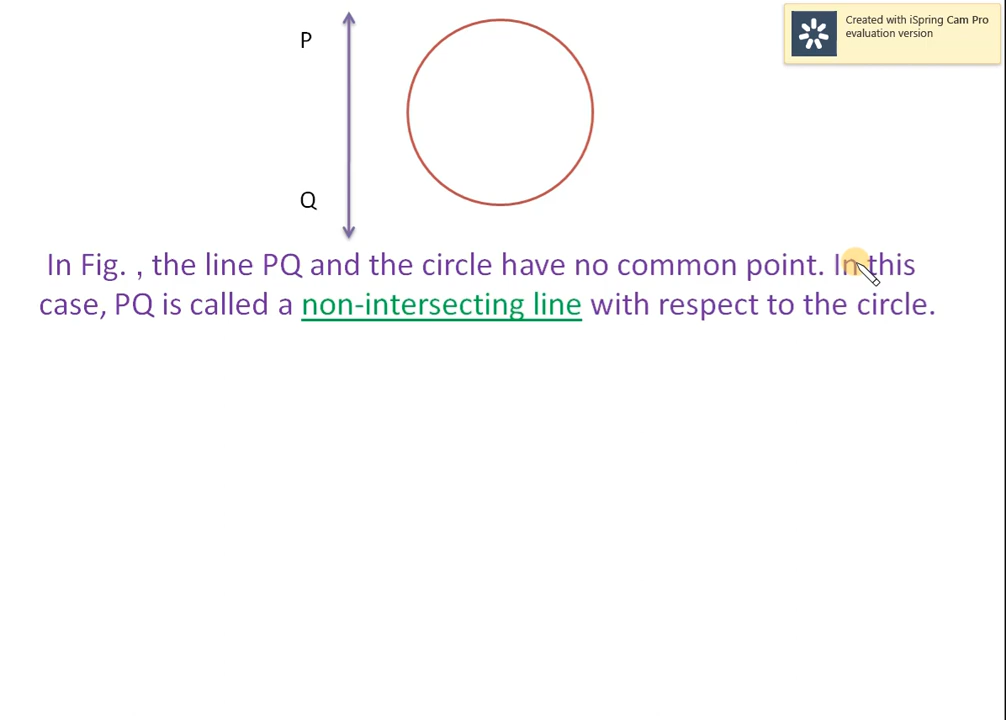 P
Created with iSpring Cam Pro
evaluation version
Q
In Fig. , the line PQ and the circle have no common point. In this
case, PQ is called a non-intersecting line with respect to the circle.